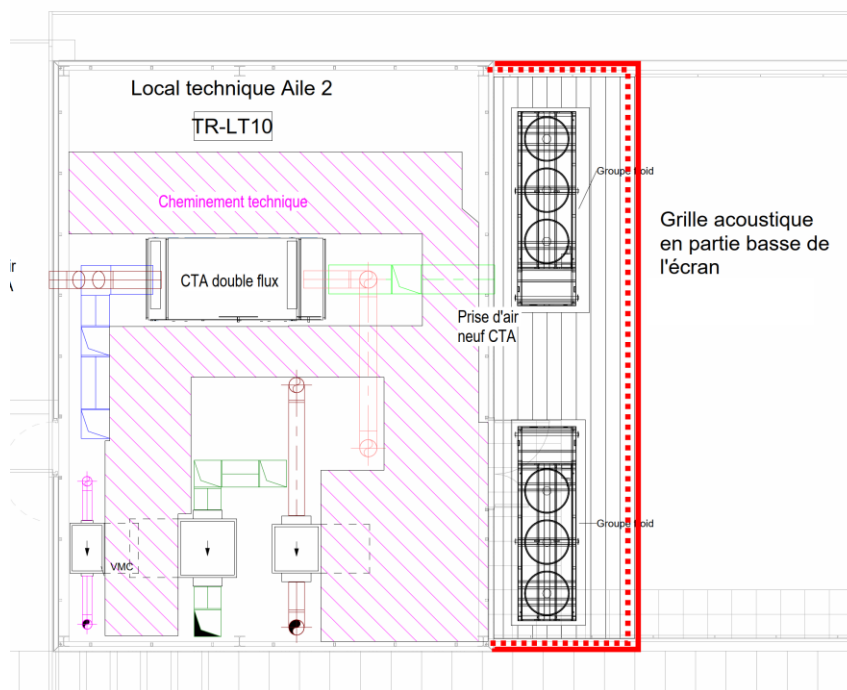 Local technique Aile 2
TR-LT10
Groupe froid
Cheminement technique
Grille acoustique
en partie basse de
l'écran
CTA double flux
Prise d'air
neuf CTA
Groupe froid
VMC